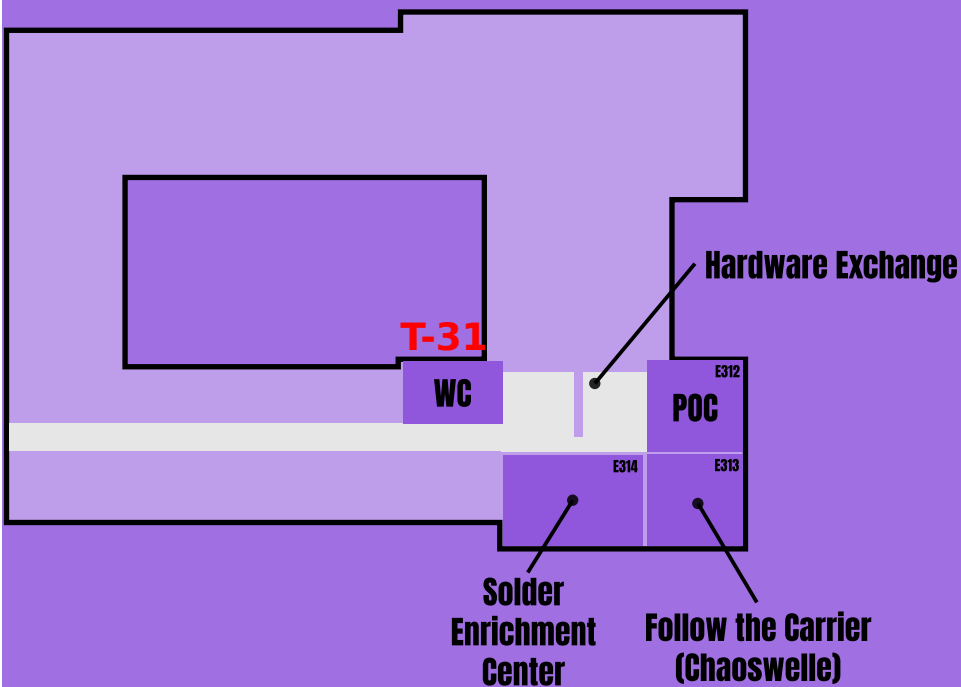 Hardware Exchange
T-31
E312
WC
POC
E314
E313
Solder
Enrichment
Center
Follow the Carrier
(Chaoswelle)